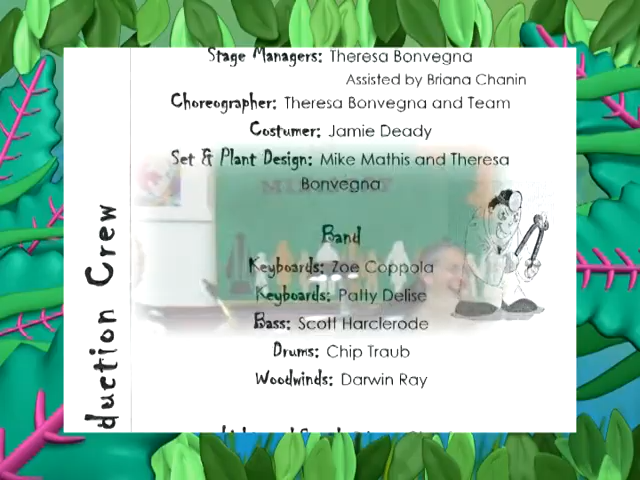 Stage Managers: Theresa Bonvegna
Assisted by Briana Chanin
Choreographer: Theresa Bonvegna and Team
Costumer: Jamie Deady
Set & Plant Design: Mike Mathis and Theresa
Bonvegna
Band
Keyboards: Zoe Coppola
Keyboards: Patty Delise
Bass: Scott Harclerode
Drums: Chip Traub
Woodwinds: Darwin Ray
duction Crew